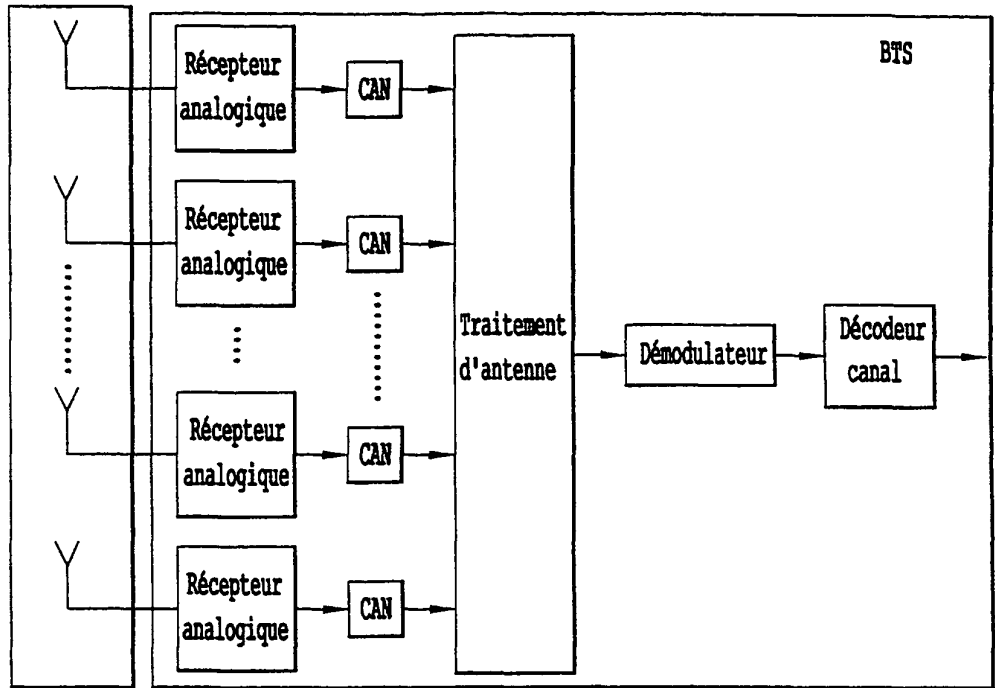 BTS
Récepteur
analogique
CAN
Récepteur
analogique
CAN
Traitement
d'antenne
Démodulateur
Décodeur
canal
Récepteur
analogique
CAN
Récepteur
analogique
CAN